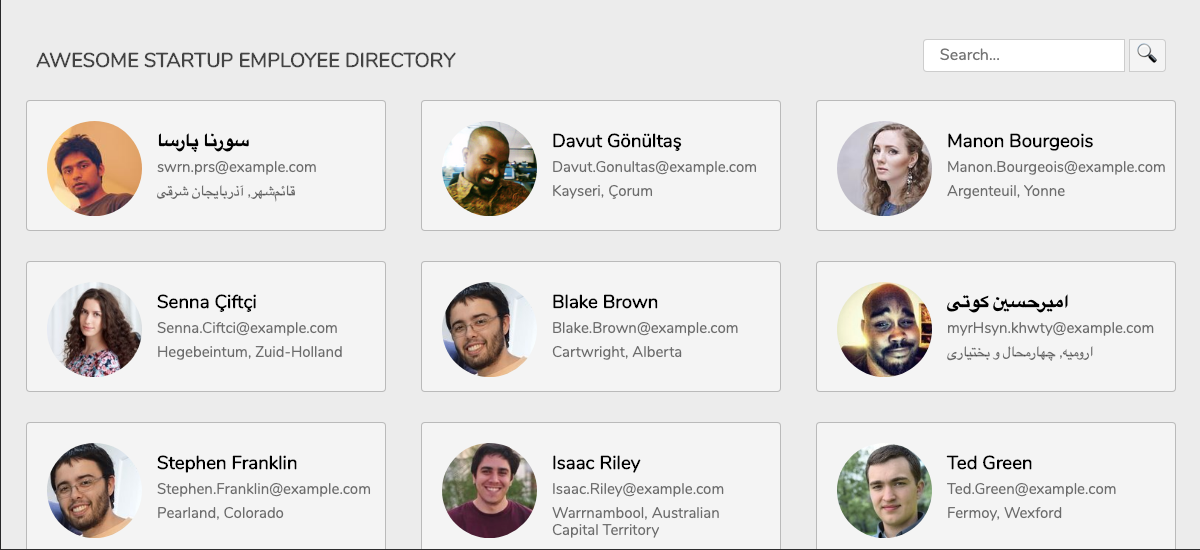 AWESOME STARTUP EMPLOYEE DIRECTORY
Search...
سورنا پارسا
swrn.prs@example.com
قائم‌شهر, آذربایجان شرقی
Davut Gönültaş
Davut.Gonultas@example.com
Kayseri, Çorum
Manon Bourgeois
Manon.Bourgeois@example.com
Argenteuil, Yonne
Senna Çiftçi
Senna.Ciftci@example.com
Hegebeintum, Zuid-Holland
Blake Brown
Blake.Brown@example.com
Cartwright, Alberta
امیرحسین کوتی
myrHsyn.khwty@example.com
ارومیه, چهارمحال و بختیاری
Stephen Franklin
Stephen.Franklin@example.com
Pearland, Colorado
Isaac Riley
Isaac.Riley@example.com
Warrnambool, Australian
Capital Territory
Ted Green
Ted.Green@example.com
Fermoy, Wexford